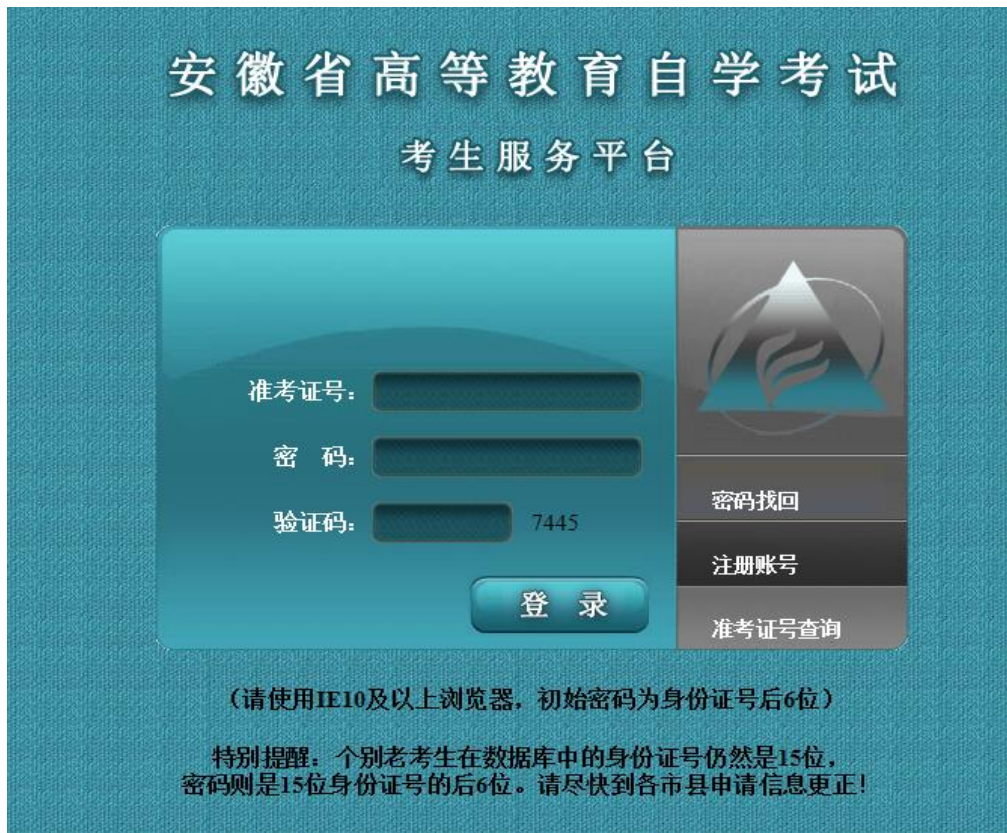 安徽省高等教育自学考试
考生服务平台
准考证号：
密 码：
验证码： 7445
登 录
密码找回
注册账号
准考证号查询
（请使用IE10及以上浏览器，初始密码为身份证号后6位）
特别提醒：个别老考生在数据库中的身份证号仍然是15位，
密码则是15位身份证号的后6位。请尽快到各市县申请信息更正！